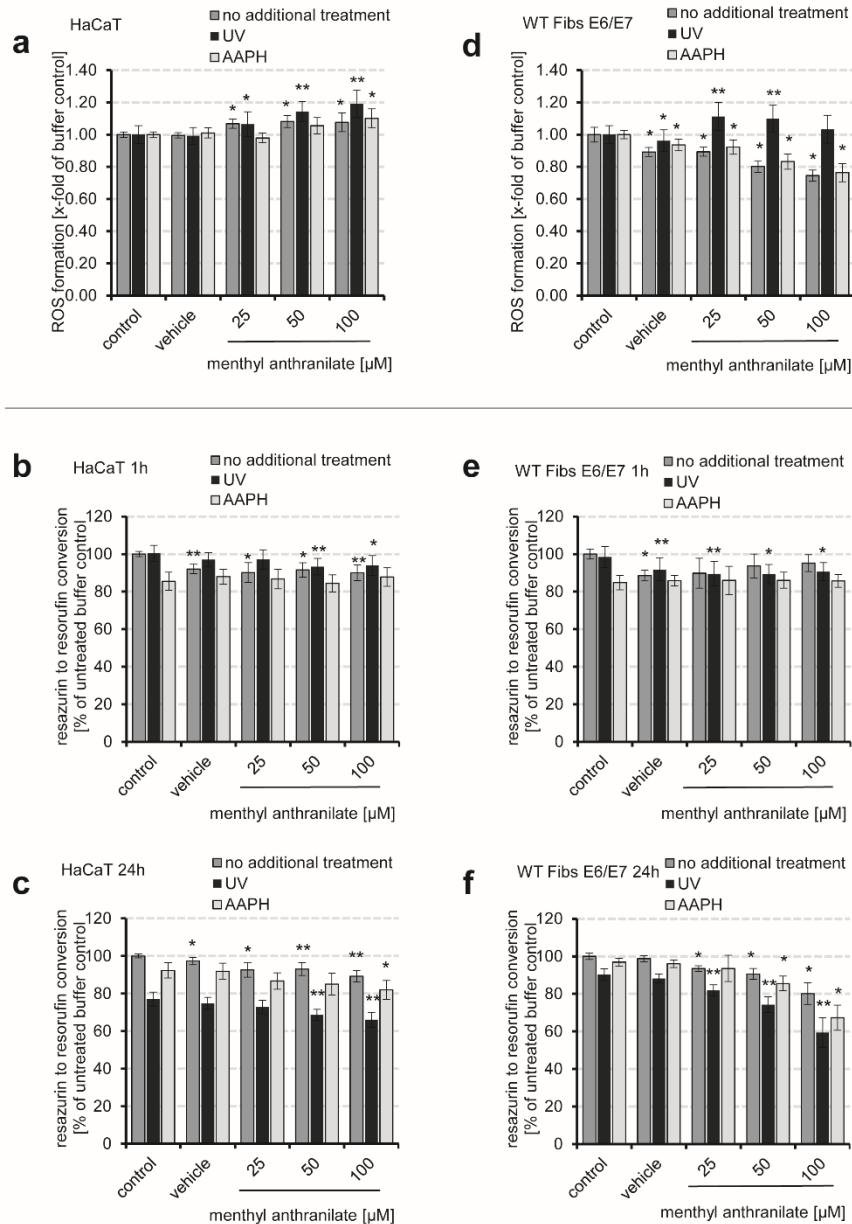 a
HaCaT
no additional treatment
UV
AAPH
ROS formation [x-fold of buffer control]
1.40
1.20
1.00
0.80
0.60
0.40
0.20
0.00
* * * ** * *
* **
control
vehicle
25
50
100
menthyl anthranilate [µM]
d
WT Fibs E6/E7
no additional treatment
UV
AAPH
ROS formation [x-fold of buffer control]
1.40
1.20
1.00
0.80
0.60
0.40
0.20
0.00
* * * * ** * * ** * * *
control
vehicle
25
50
100
menthyl anthranilate [µM]
b
HaCaT 1h
no additional treatment
UV
AAPH
resazurin to resorufin conversion
[% of untreated buffer control]
120
100
80
60
40
20
0
** * * ** ** *
control
vehicle
25
50
100
menthyl anthranilate [µM]
e
WT Fibs E6/E7 1h
no additional treatment
UV
AAPH
resazurin to resorufin conversion
[% of untreated buffer control]
120
100
80
60
40
20
0
* ** ** * *
control
vehicle
25
50
100
menthyl anthranilate [µM]
c
HaCaT 24h
no additional treatment
UV
AAPH
resazurin to resorufin conversion
[% of untreated buffer control]
120
100
80
60
40
20
0
* * ** ** ** ** *
control
vehicle
25
50
100
menthyl anthranilate [µM]
f
WT Fibs E6/E7 24h
no additional treatment
UV
AAPH
resazurin to resorufin conversion
[% of untreated buffer control]
120
100
80
60
40
20
0
* ** * ** * * ** *
control
vehicle
25
50
100
menthyl anthranilate [µM]